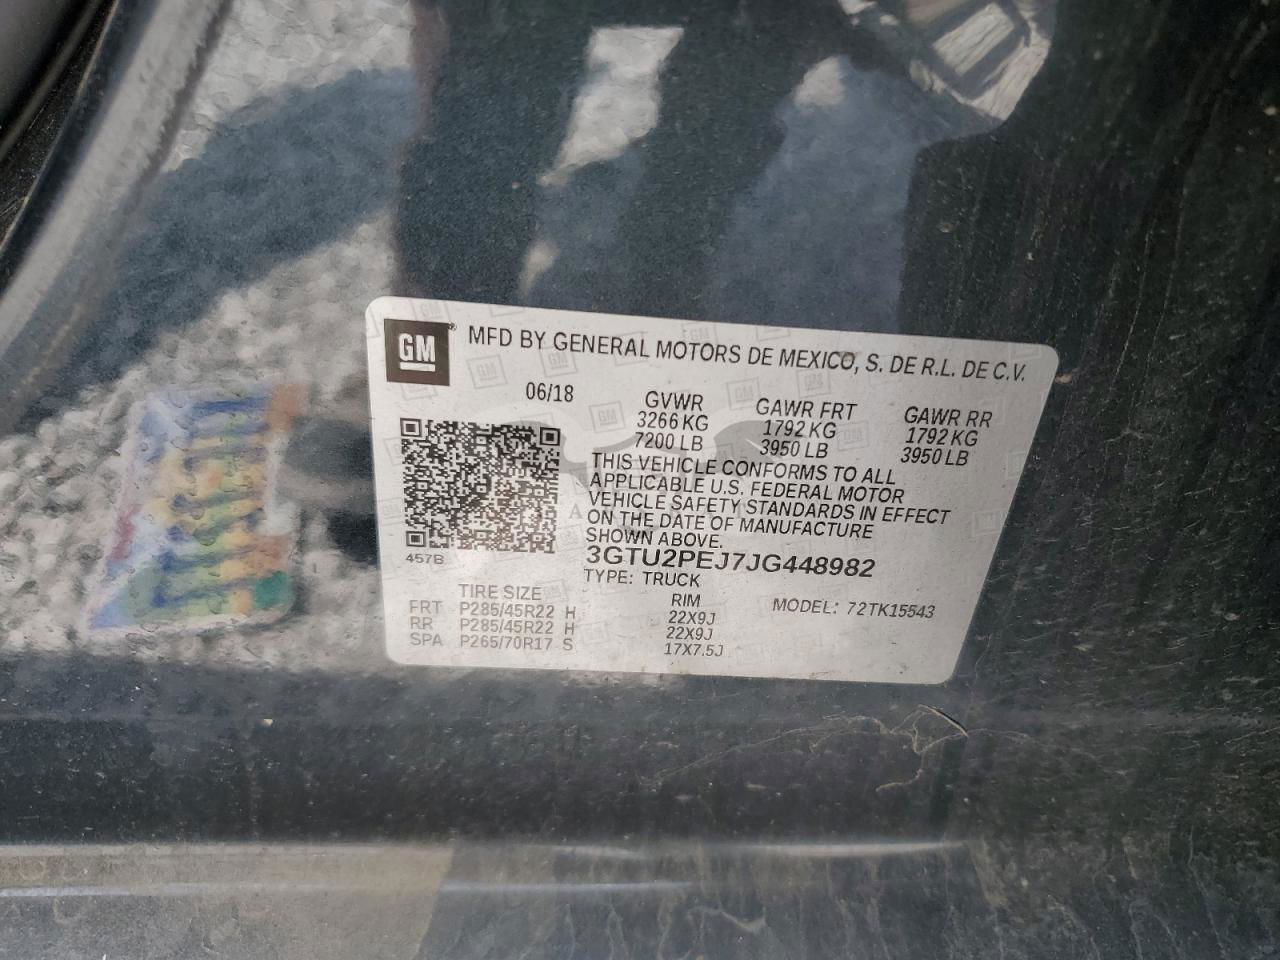 GM
MFD BY GENERAL MOTORS DE MEXICO, S. DE R.L. DE C.V.
06/18
GVWR GAWR FRT GAWR RR
3266 KG 1792 KG 1792 KG
7200 LB 3950 LB 3950 LB
THIS VEHICLE CONFORMS TO ALL
APPLICABLE U.S. FEDERAL MOTOR
VEHICLE SAFETY STANDARDS IN EFFECT
ON THE DATE OF MANUFACTURE
SHOWN ABOVE.
457B
3GTU2PEJ7JG448982
TYPE: TRUCK
MODEL: 72TK15543
TIRE SIZE RIM
FRT P285/45R22 H 22X9J
RR P285/45R22 H 22X9J
SPA P265/70R17 S 17X7.5J